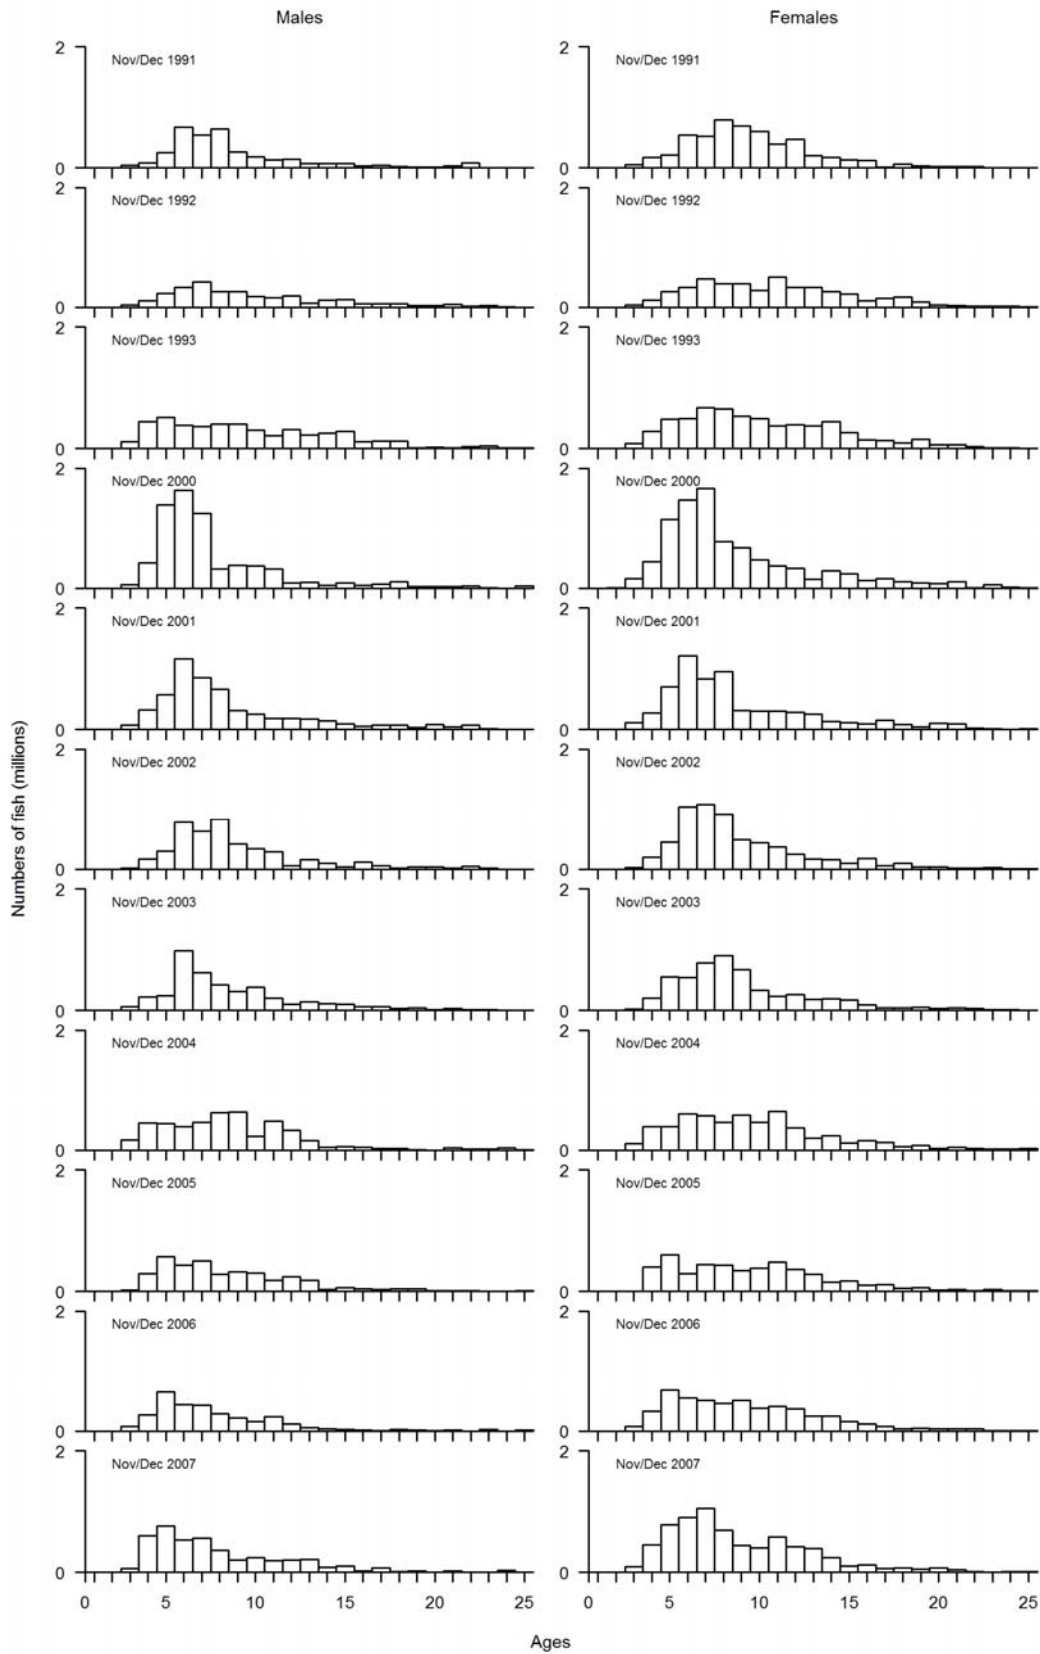 Males Females
2 Nov/Dec 1991 2 Nov/Dec 1991
0 0
2 Nov/Dec 1992 2 Nov/Dec 1992
0 0
2 Nov/Dec 1993 2 Nov/Dec 1993
0 0
2 Nov/Dec 2000 2 Nov/Dec 2000
0 0
2 Nov/Dec 2001 2 Nov/Dec 2001
0 0
2 Nov/Dec 2002 2 Nov/Dec 2002
0 0
Numbers of fish (millions)
2 Nov/Dec 2003 2 Nov/Dec 2003
0 0
2 Nov/Dec 2004 2 Nov/Dec 2004
0 0
2 Nov/Dec 2005 2 Nov/Dec 2005
0 0
2 Nov/Dec 2006 2 Nov/Dec 2006
0 0
2 Nov/Dec 2007 2 Nov/Dec 2007
0 0
0 5 10 15 20 25 0 5 10 15 20 25
Ages